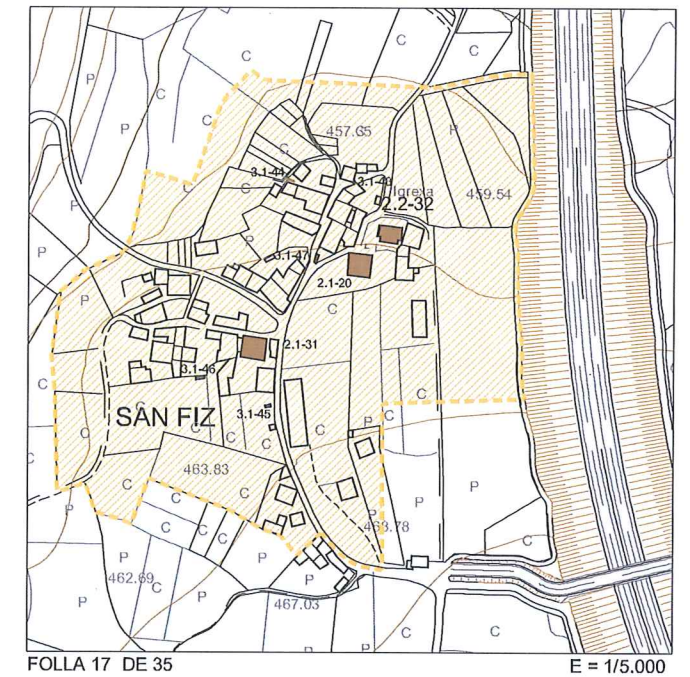 C
C
C
P
C
P
457.65
P
C
3.1-44
3.1-48
Igrexa
2.2-32
459.54
C
C
P
P
3.1-47
P
2.1-20
C
2.1-31
C
3.1-46
C
C
C
SAN FIZ
3.1-45
P
C
C
C
C
C
C
463.83
P
C
C
P
P
P
C
C
C
463.78
C
P
P
P
462.69
C
P
P
P
P
467.03
C
C
FOLLA 17 DE 35
E = 1/5.000